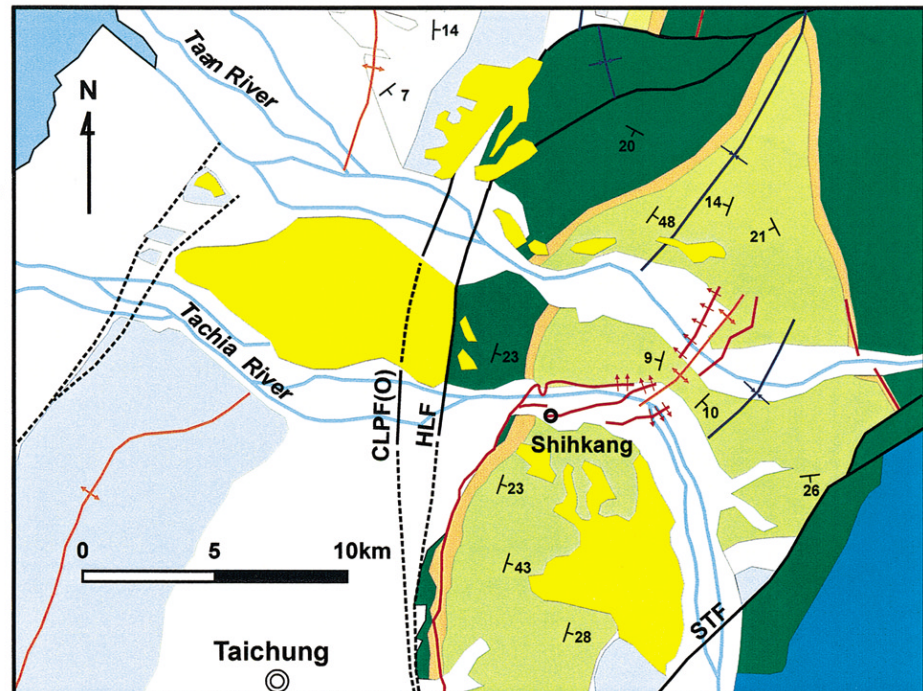 14
Taan River
N
7
20
48
14
21
Tachia River
23
9
10
CLPF(O)
HLF
Shihkang
23
26
0 5 10km
43
STF
28
Taichung